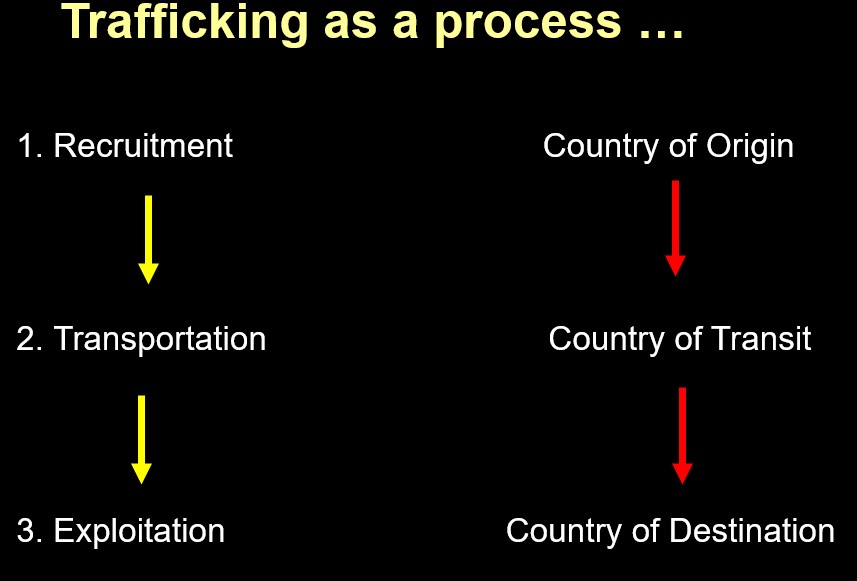 Trafficking as a process …
1. Recruitment
Country of Origin
2. Transportation
Country of Transit
3. Exploitation
Country of Destination